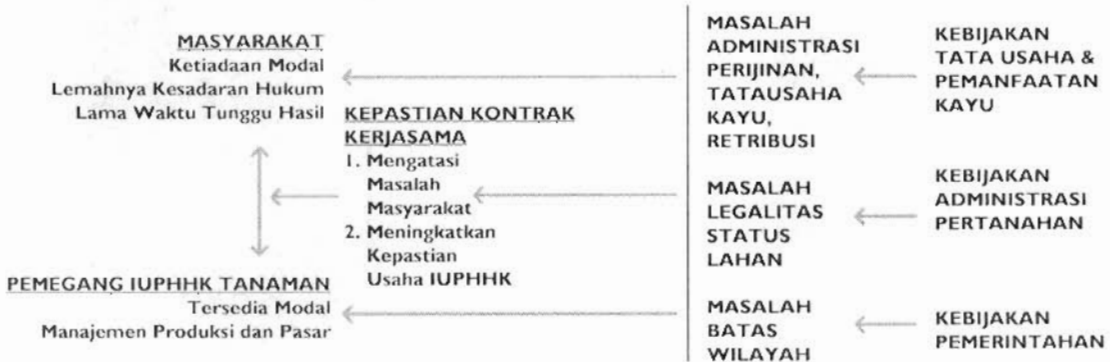 MASYARAKAT
Ketiadaan Modal
Lemahnya Kesadaran Hukum
Lama Waktu Tunggu Hasil
KEPASTIAN KONTRAK
KERJASAMA
1. Mengatasi
Masalah
Masyarakat
2. Meningkatkan
Kepastian
Usaha IUPHHK
PEMEGANG IUPHHK TANAMAN
Tersedia Modal
Manajemen Produksi dan Pasar
MASALAH
ADMINISTRASI
PERIJINAN,
TATAUSAHA
KAYU,
RETRIBUSI
KEBIJAKAN
TATA USAHA &
PEMANFAATAN
KAYU
MASALAH
LEGALITAS
STATUS
LAHAN
KEBIJAKAN
ADMINISTRASI
PERTANAHAN
MASALAH
BATAS
WILAYAH
KEBIJAKAN
PEMERINTAHAN